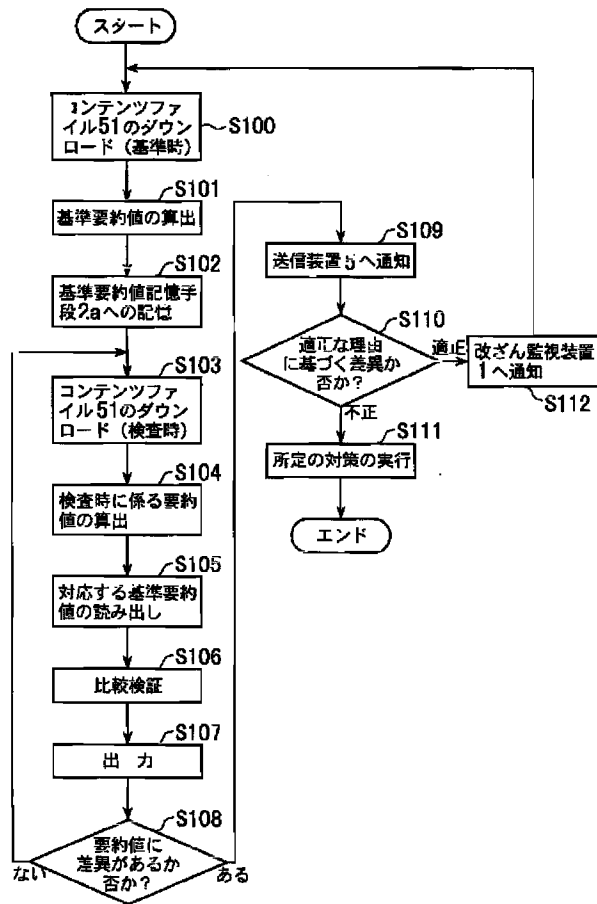 スタート
コンテンツファ
イル51のダウン
ロード（基準時）
S100
S101
基準要約値の算出
S102
基準要約値記憶手
段2aへの記憶
S103
コンテンツファ
イル51のダウン
ロード（検査時）
S104
検査時に係る要約
値の算出
S105
対応する基準要約
値の読み出し
S106
比較検証
S107
出　力
S108
要約値に
差異があるか
否か？
ない
ある
S109
送信装置5へ通知
S110
適正な理由
に基づく差異か
否か？
適正
不正
改ざん監視装置
1へ通知
S112
S111
所定の対策の実行
エンド